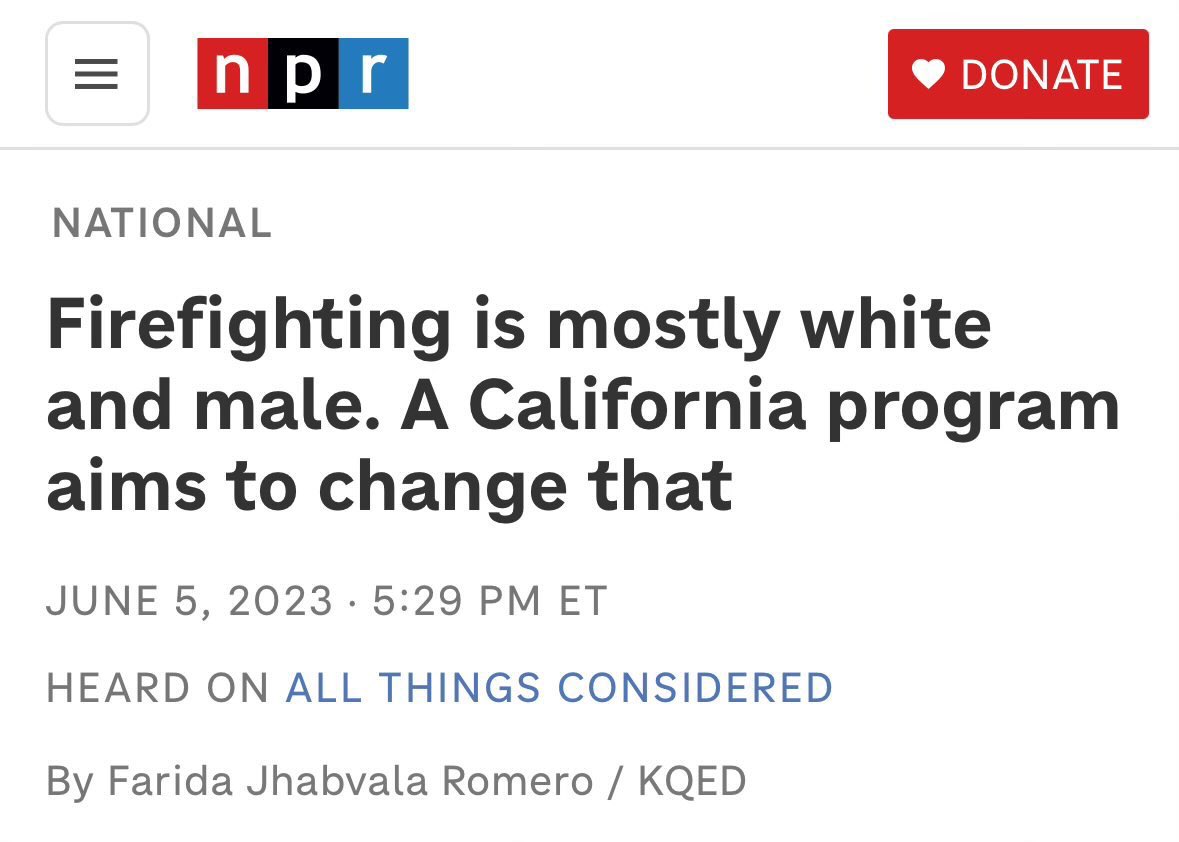 npr
DONATE
NATIONAL
Firefighting is mostly white
and male. A California program
aims to change that
JUNE 5, 2023 · 5:29 PM ET
HEARD ON ALL THINGS CONSIDERED
By Farida Jhabvala Romero / KQED